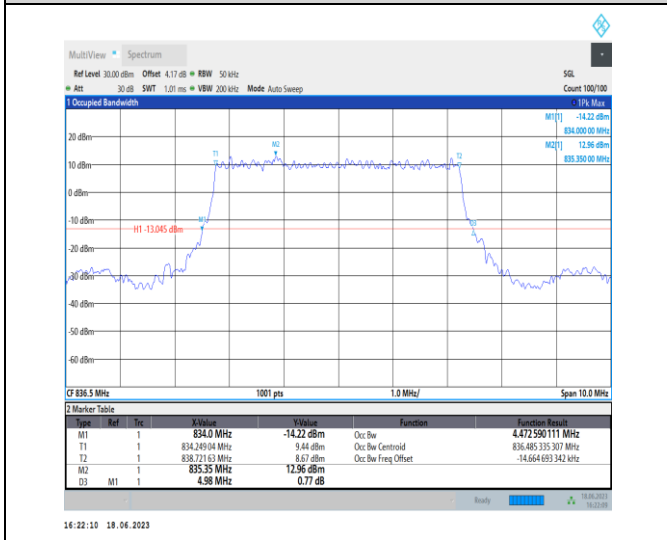 MultiView Spectrum
Ref Level 30.00 dBm Offset 4.17 dB RBW 50 kHz SGL
Att 30 dB SWT 1.01 ms VBW 200 kHz Mode Auto Sweep Count 100/100
1 Occupied Bandwidth 1Pk Max
M1[1] -14.22 dBm
834.000 00 MHz
M2[1] 12.96 dBm
835.350 00 MHz
20 dBm
M2
T1 T2
10 dBm
0 dBm
-10 dBm
M1
H1 -13.045 dBm
-20 dBm
-30 dBm
-40 dBm
-50 dBm
-60 dBm
CF 836.5 MHz 1001 pts 1.0 MHz/ Span 10.0 MHz
2 Marker Table
Type Ref Trc X-Value Y-Value Function Function Result
M1 1 834.0 MHz -14.22 dBm Occ Bw 4.472 590 111 MHz
T1 1 834.249 04 MHz 9.44 dBm Occ Bw Centroid 836.485 335 307 MHz
T2 1 838.721 63 MHz 8.67 dBm Occ Bw Freq Offset -14.664 693 342 kHz
M2 1 835.35 MHz 12.96 dBm
D3 M1 1 4.98 MHz 0.77 dB
Ready 18.06.2023
16:22:09
16:22:10 18.06.2023